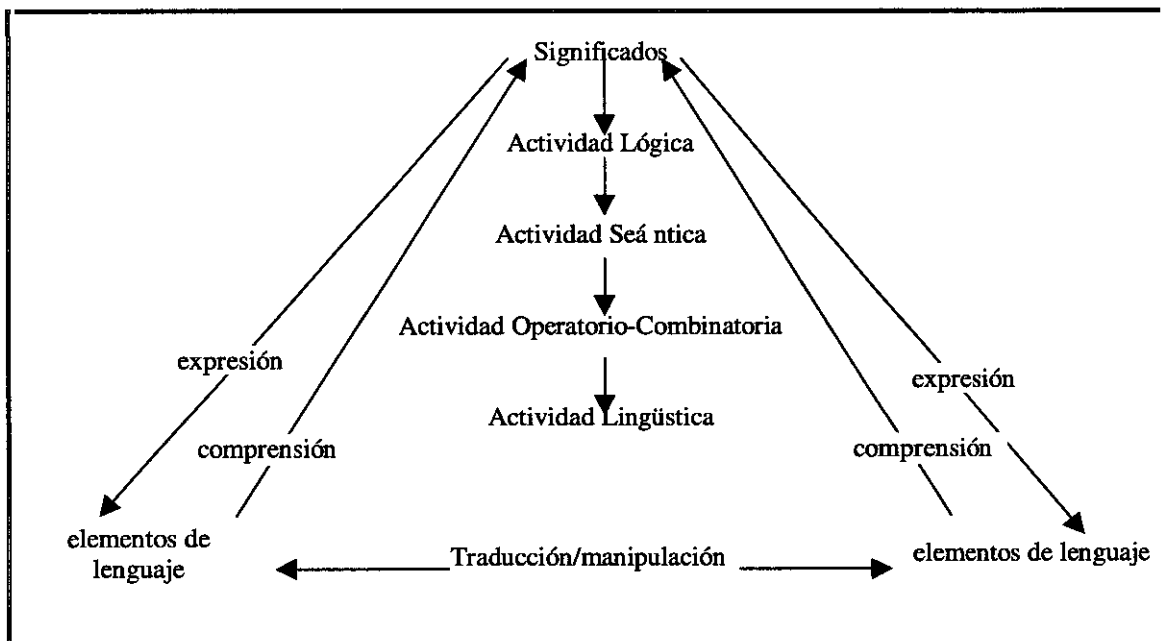 Significados
Actividad Lógica
Actividad Seá ntica
Actividad Operatorio-Combinatoria
expresión
expresión
Actividad Lingüstica
comprensión
comprensión
elementos de
lenguaje
Traducción/manipulación
elementos de lenguaje